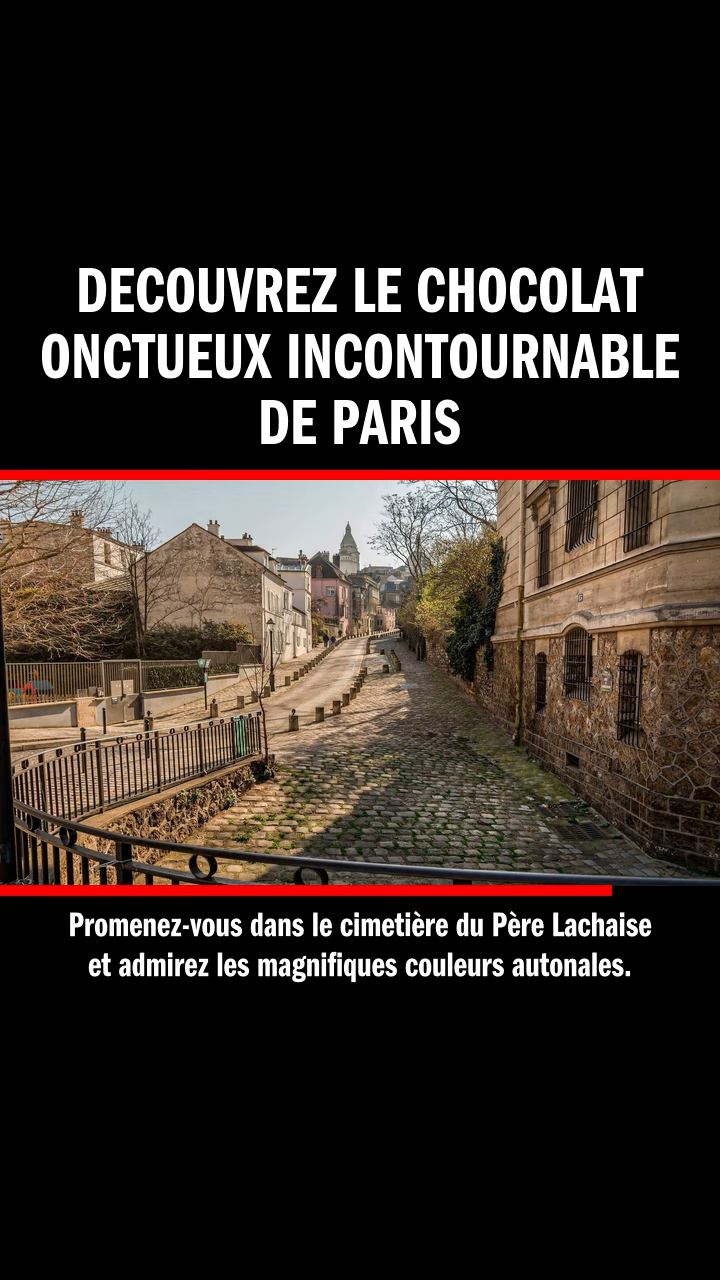 DECOUVREZ LE CHOCOLAT
ONCTUEUX INCONTOURNABLE
DE PARIS
Promenez-vous dans le cimetière du Père Lachaise
et admirez les magnifiques couleurs autonales.